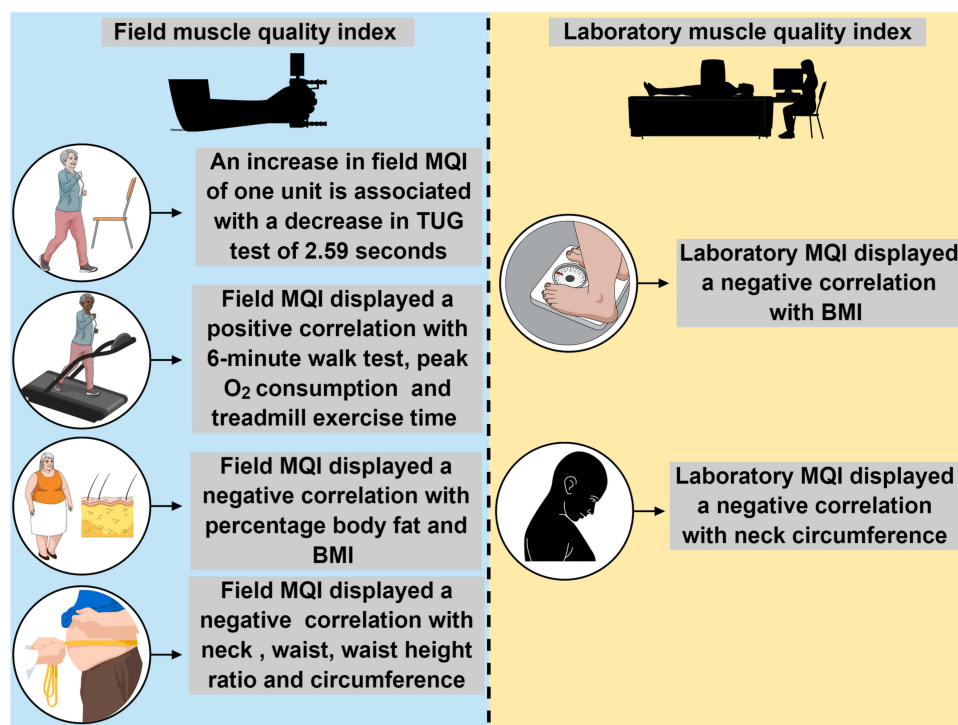 Field muscle quality index
An increase in field MQI
of one unit is associated
with a decrease in TUG
test of 2.59 seconds
Field MQI displayed a
positive correlation with
6-minute walk test, peak
O₂ consumption and
treadmill exercise time
Field MQI displayed a
negative correlation with
percentage body fat and
BMI
Field MQI displayed a
negative correlation with
neck , waist, waist height
ratio and circumference
Laboratory muscle quality index
Laboratory MQI displayed
a negative correlation
with BMI
Laboratory MQI displayed
a negative correlation
with neck circumference